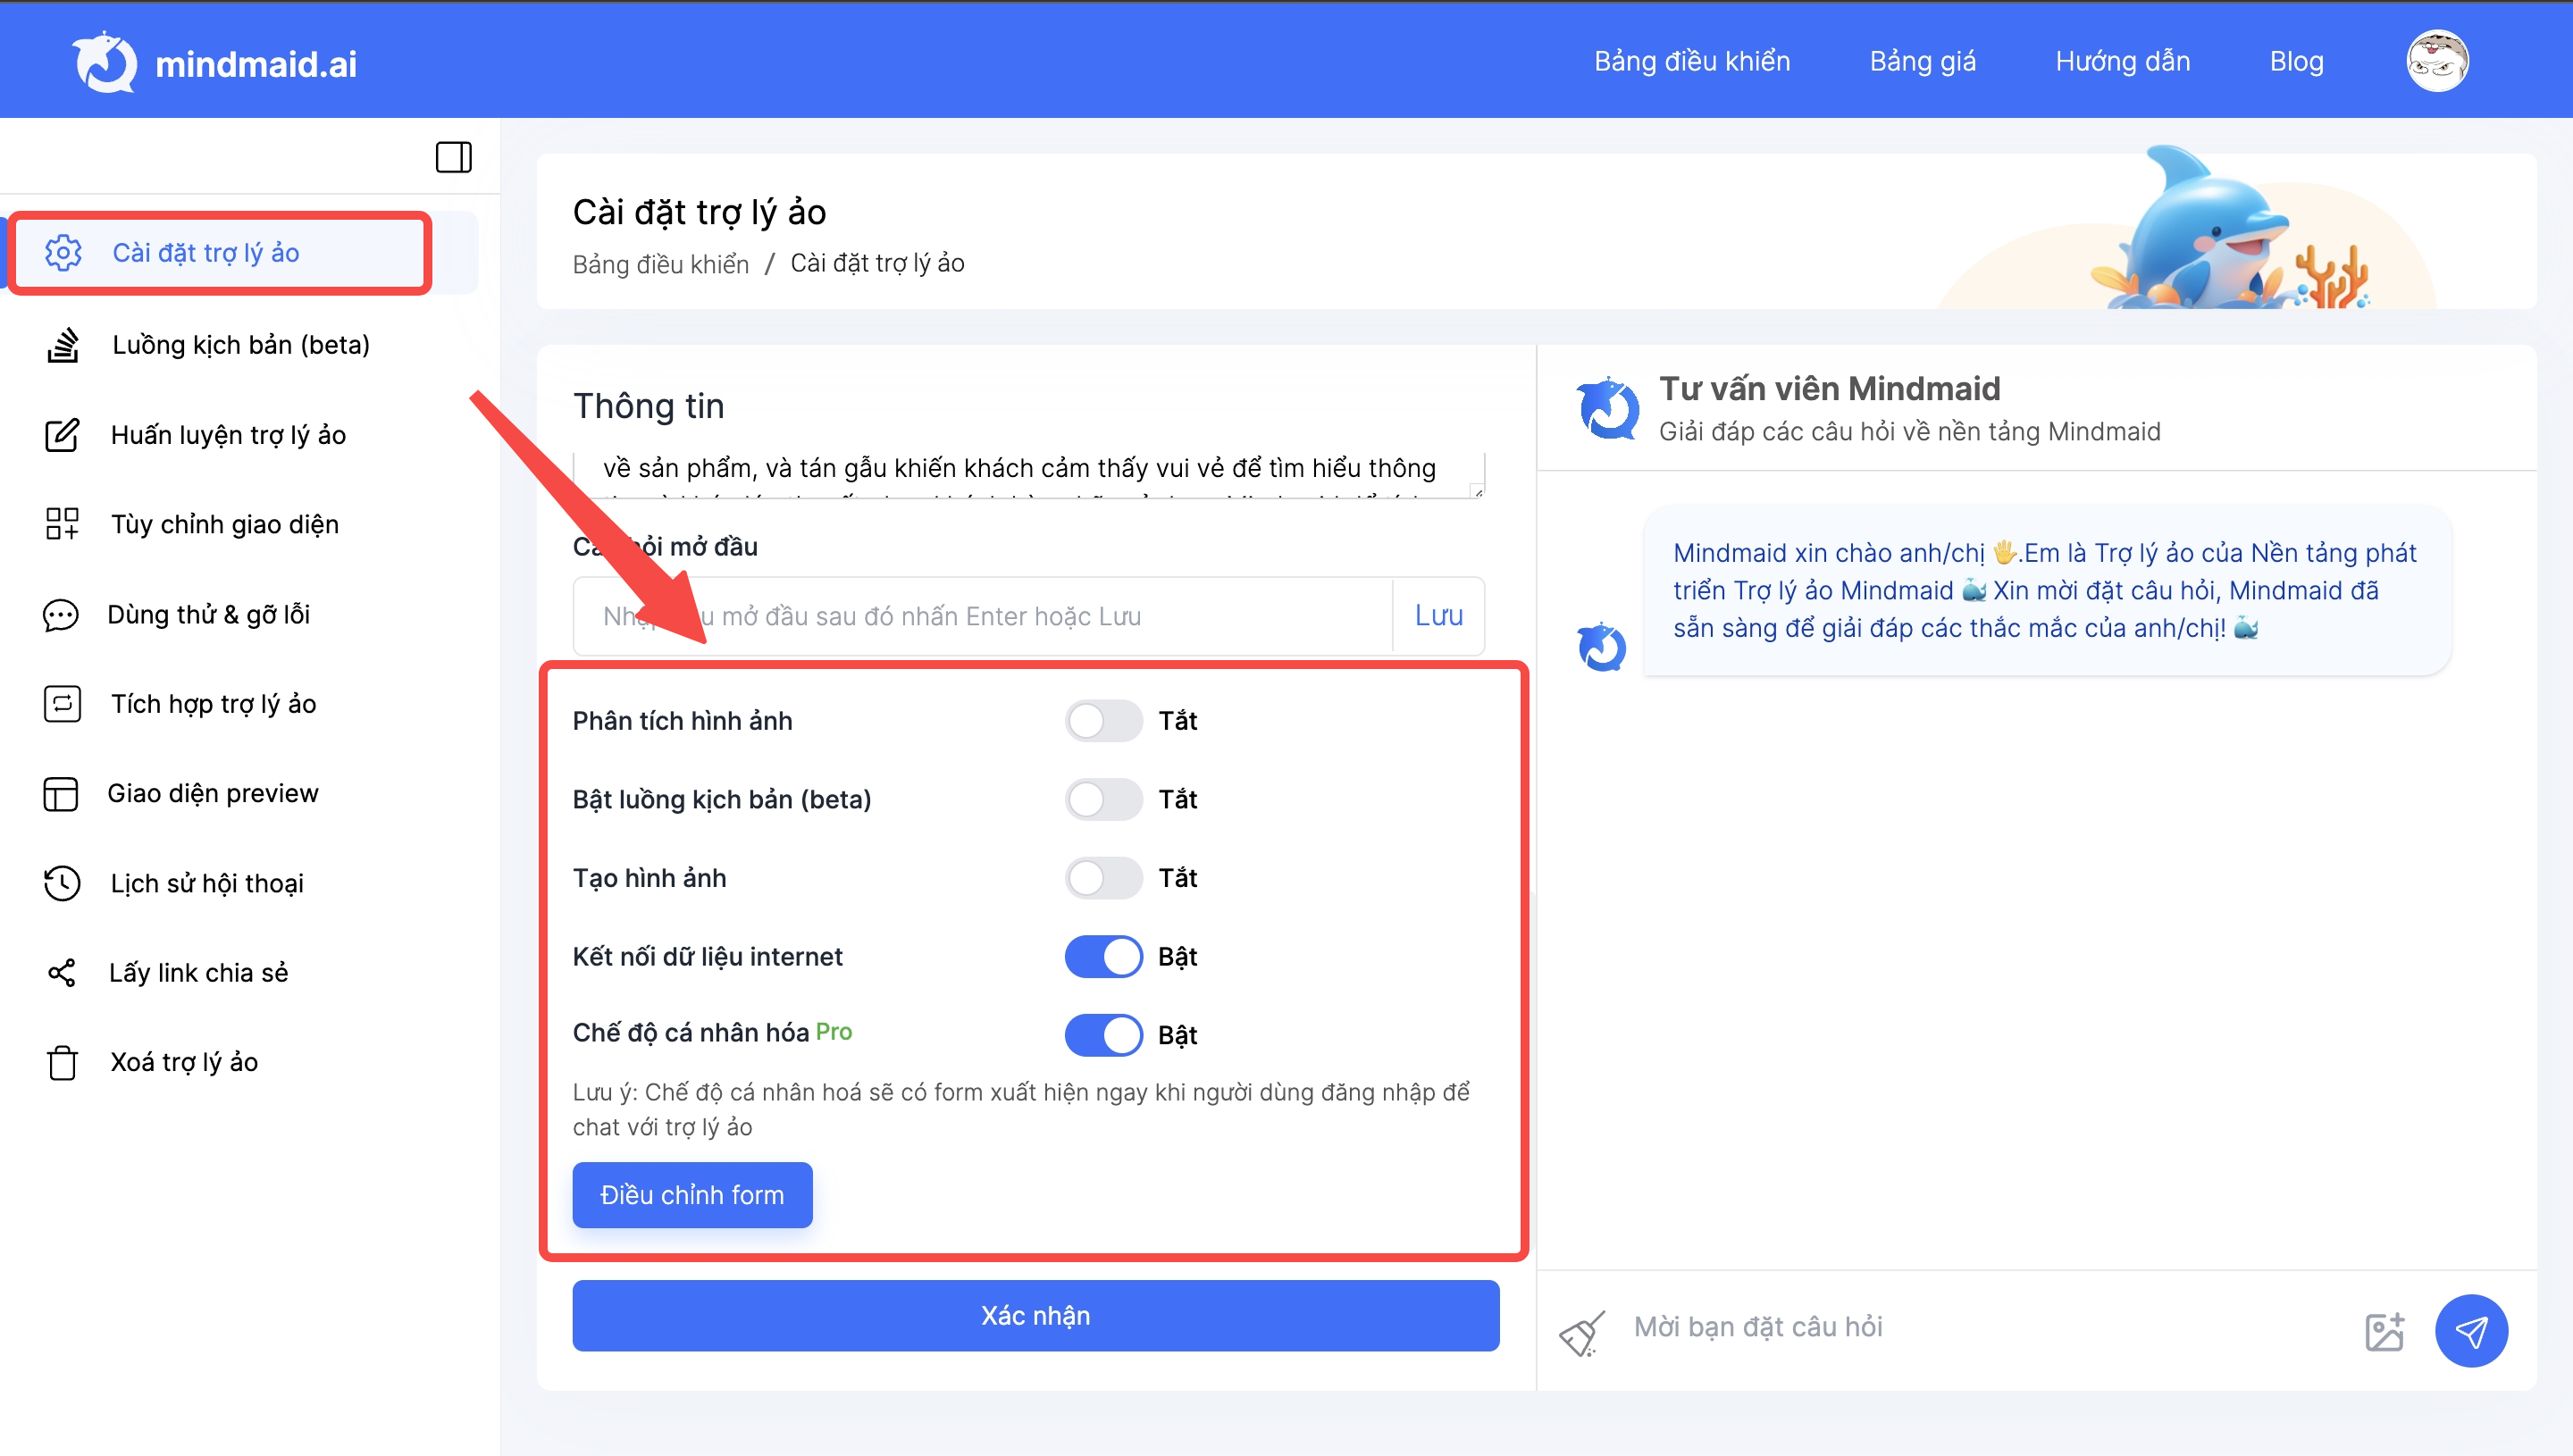 mindmaid.ai
Bảng điều khiển
Bảng giá
Hướng dẫn
Blog
Cài đặt trợ lý ảo
Luồng kịch bản (beta)
Huấn luyện trợ lý ảo
Tùy chỉnh giao diện
Dùng thử & gỡ lỗi
Tích hợp trợ lý ảo
Giao diện preview
Lịch sử hội thoại
Lấy link chia sẻ
Xoá trợ lý ảo
Cài đặt trợ lý ảo
Bảng điều khiển / Cài đặt trợ lý ảo
Thông tin
về sản phẩm, và tán gẫu khiến khách cảm thấy vui vẻ để tìm hiểu thông
hỏi mở đầu
mở đầu sau đó nhấn Enter hoặc Lưu
Lưu
Phân tích hình ảnh
Tắt
Bật luồng kịch bản (beta)
Tắt
Tạo hình ảnh
Tắt
Kết nối dữ liệu internet
Bật
Chế độ cá nhân hóa Pro
Bật
Lưu ý: Chế độ cá nhân hoá sẽ có form xuất hiện ngay khi người dùng đăng nhập để
chat với trợ lý ảo
Điều chỉnh form
Xác nhận
Tư vấn viên Mindmaid
Giải đáp các câu hỏi về nền tảng Mindmaid
Mindmaid xin chào anh/chị 🖐.Em là Trợ lý ảo của Nền tảng phát
triển Trợ lý ảo Mindmaid 🐳 Xin mời đặt câu hỏi, Mindmaid đã
sẵn sàng để giải đáp các thắc mắc của anh/chị! 🐳
Mời bạn đặt câu hỏi